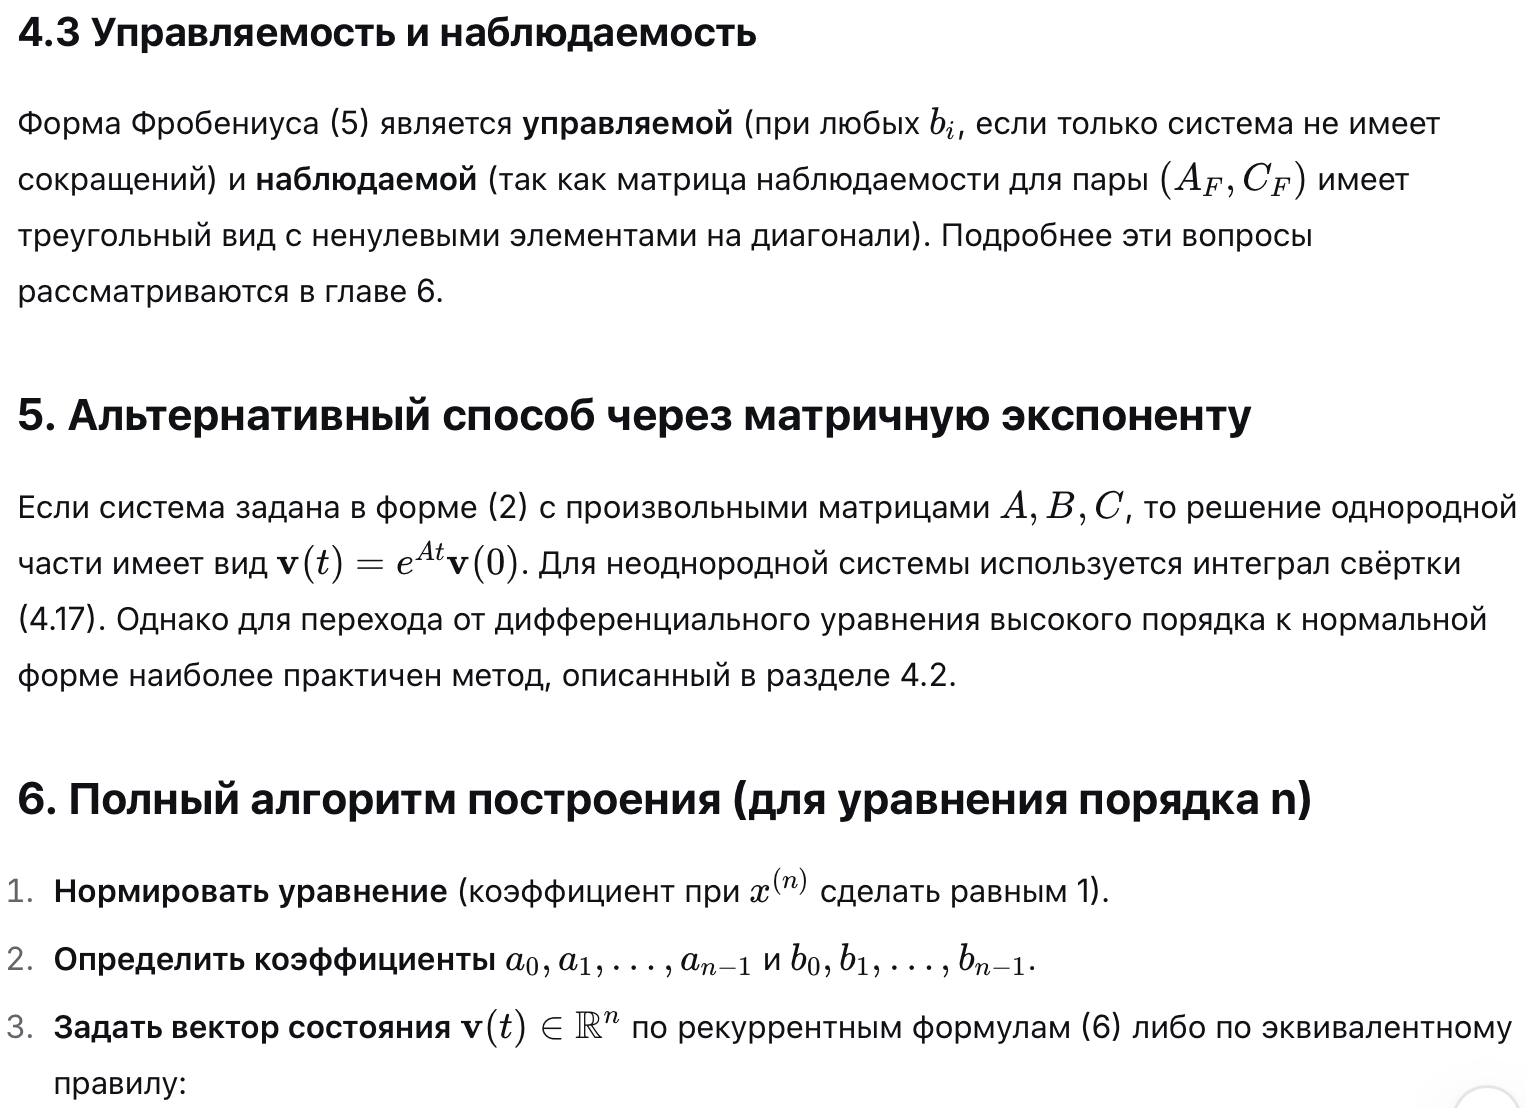 4.3 Управляемость и наблюдаемость
Форма Фробениуса (5) является управляемой (при любых b_i, если только система не имеет
сокращений) и наблюдаемой (так как матрица наблюдаемости для пары (A_F, C_F) имеет
треугольный вид с ненулевыми элементами на диагонали). Подробнее эти вопросы
рассматриваются в главе 6.
5. Альтернативный способ через матричную экспоненту
Если система задана в форме (2) с произвольными матрицами A, B, C, то решение однородной
части имеет вид v(t) = e^{At}v(0). Для неоднородной системы используется интеграл свёртки
(4.17). Однако для перехода от дифференциального уравнения высокого порядка к нормальной
форме наиболее практичен метод, описанный в разделе 4.2.
6. Полный алгоритм построения (для уравнения порядка n)
1. Нормировать уравнение (коэффициент при x^{(n)} сделать равным 1).
2. Определить коэффициенты a_0, a_1, . . . , a_{n−1} и b_0, b_1, . . . , b_{n−1}.
3. Задать вектор состояния v(t) ∈ ℝ^n по рекуррентным формулам (6) либо по эквивалентному
правилу: